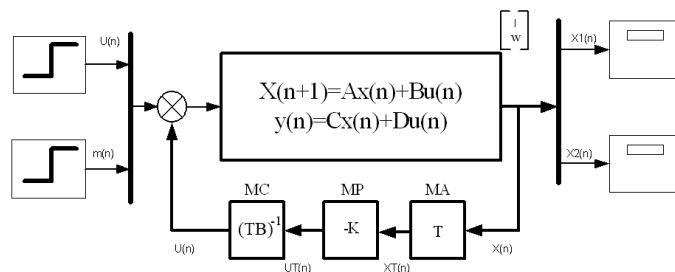 U(n)
m(n)
X(n+1)=Ax(n)+Bu(n)
y(n)=Cx(n)+Du(n)
I
w
X1(n)
X2(n)
MC
MP
MA
(TB)⁻¹
-K
T
U(n)
UT(n)
XT(n)
X(n)